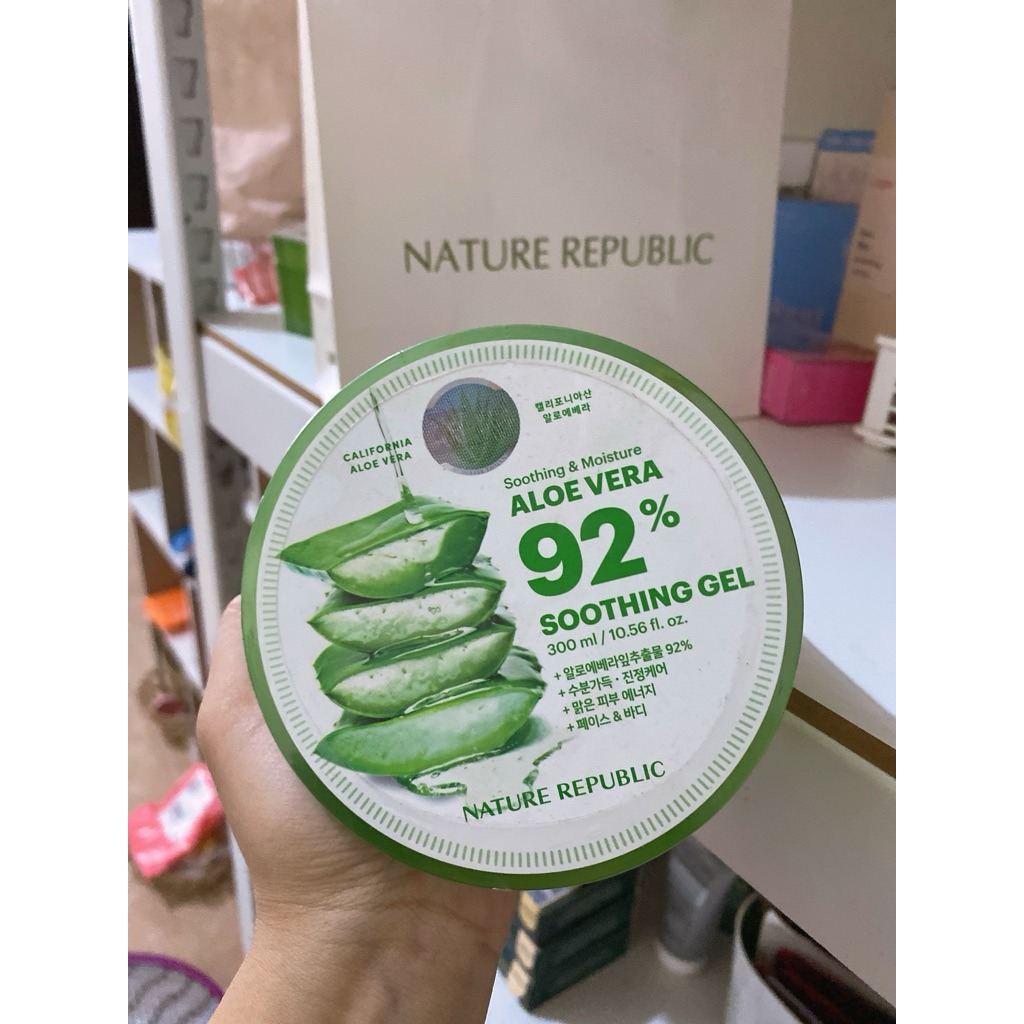 NATURE REPUBLIC
CALIFORNIA
ALOE VERA
캘리포니아산
알로에베라
Soothing & Moisture
ALOE VERA
92%
SOOTHING GEL
300 ml / 10.56 fl. oz.
+ 알로에베라잎추출물 92%
+ 수분가득 · 진정케어
+ 맑은 피부 에너지
+ 페이스 & 바디
NATURE REPUBLIC